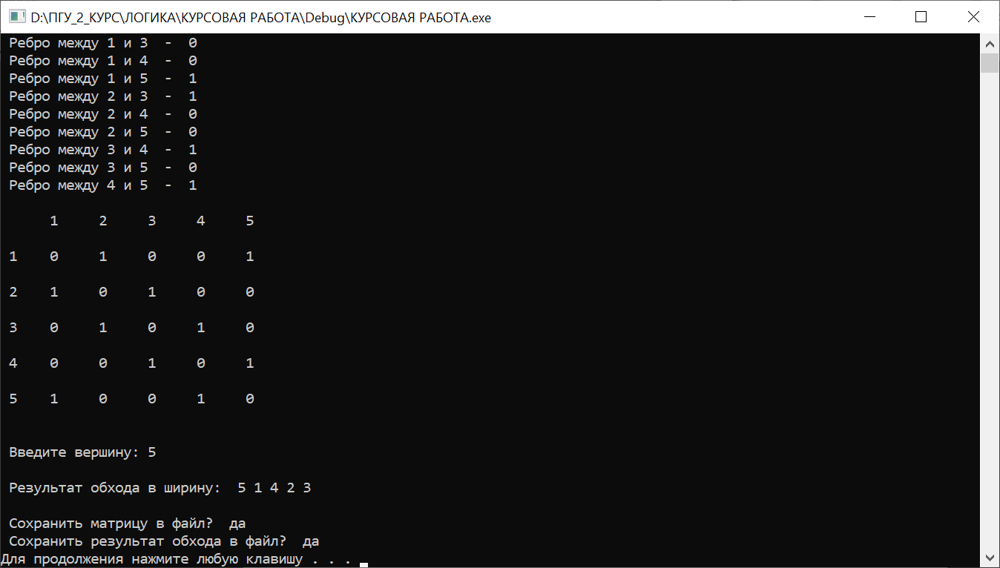 D:\ПГУ_2_КУРС\ЛОГИКА\КУРСОВАЯ РАБОТА\Debug\КУРСОВАЯ РАБОТА.exe
Ребро между 1 и 3  -  0
Ребро между 1 и 4  -  0
Ребро между 1 и 5  -  1
Ребро между 2 и 3  -  1
Ребро между 2 и 4  -  0
Ребро между 2 и 5  -  0
Ребро между 3 и 4  -  1
Ребро между 3 и 5  -  0
Ребро между 4 и 5  -  1
1     2     3     4     5
1    0     1     0     0     1
2    1     0     1     0     0
3    0     1     0     1     0
4    0     0     1     0     1
5    1     0     0     1     0
Введите вершину: 5
Результат обхода в ширину:  5 1 4 2 3
Сохранить матрицу в файл?  да
Сохранить результат обхода в файл?  да
Для продолжения нажмите любую клавишу . . .